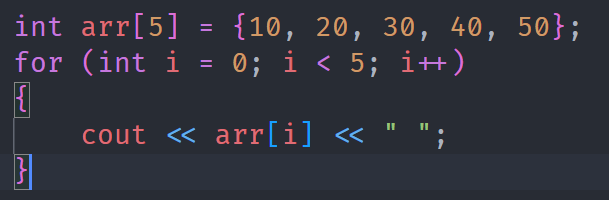 int arr[5] = {10, 20, 30, 40, 50};
for (int i = 0; i < 5; i++)
{
    cout << arr[i] << " ";
}